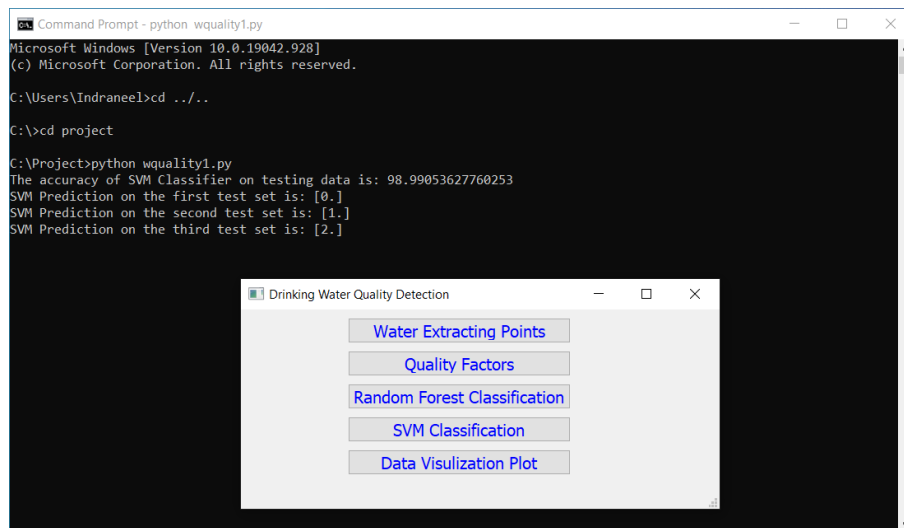 Command Prompt - python wquality1.py
Microsoft Windows [Version 10.0.19042.928]
(c) Microsoft Corporation. All rights reserved.
C:\Users\Indraneel>cd ../..
C:\>cd project
C:\Project>python wquality1.py
The accuracy of SVM Classifier on testing data is: 98.99053627760253
SVM Prediction on the first test set is: [0.]
SVM Prediction on the second test set is: [1.]
SVM Prediction on the third test set is: [2.]
Drinking Water Quality Detection
Water Extracting Points
Quality Factors
Random Forest Classification
SVM Classification
Data Visulization Plot